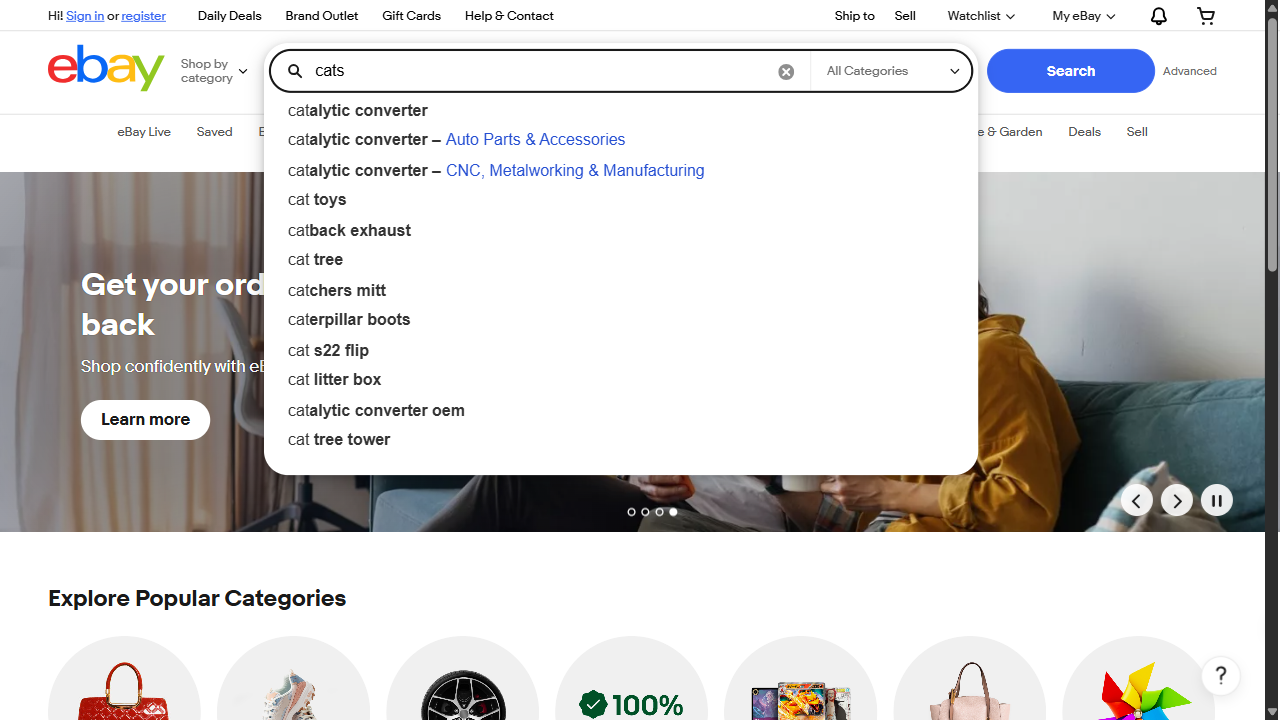 Hi! Sign in or register
Daily Deals
Brand Outlet
Gift Cards
Help & Contact
Ship to
Sell
Watchlist
My eBay
ebay
Shop by
category
cats
All Categories
Search
Advanced
catalytic converter
catalytic converter – Auto Parts & Accessories
catalytic converter – CNC, Metalworking & Manufacturing
cat toys
catback exhaust
cat tree
catchers mitt
caterpillar boots
cat s22 flip
cat litter box
catalytic converter oem
cat tree tower
eBay Live
Saved
e & Garden
Deals
Sell
Get your ord
back
Shop confidently with eB
Learn more
Explore Popular Categories
100%
?